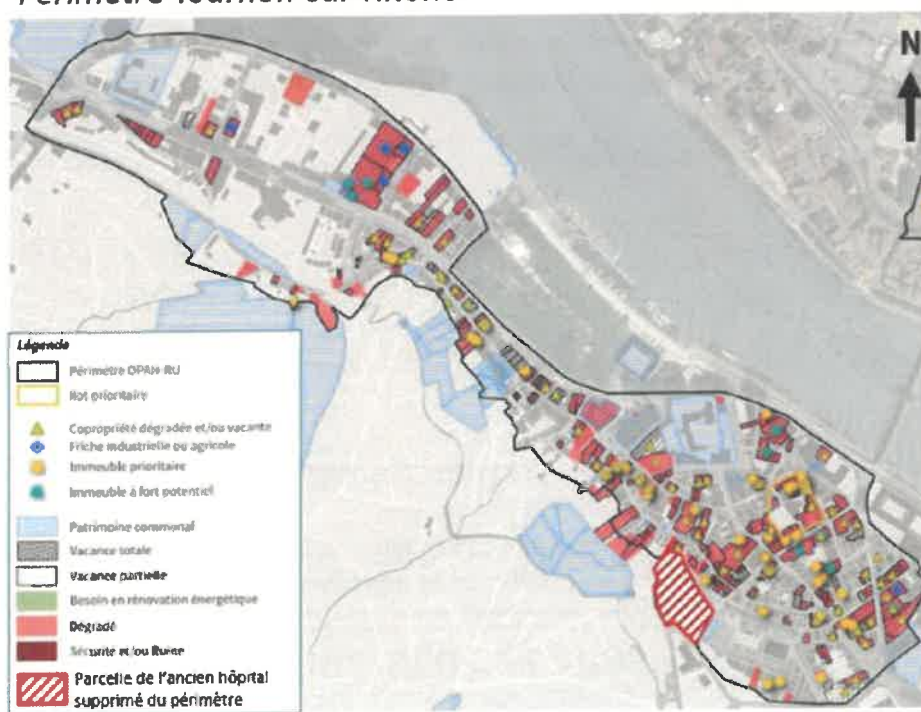 N
Légende
Périmètre OPAH-RU
Ilot prioritaire
Copropriété dégradée et/ou vacante
Friche industrielle ou agricole
Immeuble prioritaire
Immeuble à fort potentiel
Patrimoine communal
Vacance totale
Vacance partielle
Besoin en rénovation énergétique
Dégradé
Sécurité et/ou Ruine
Parcelle de l'ancien hôpital
supprimé du périmètre